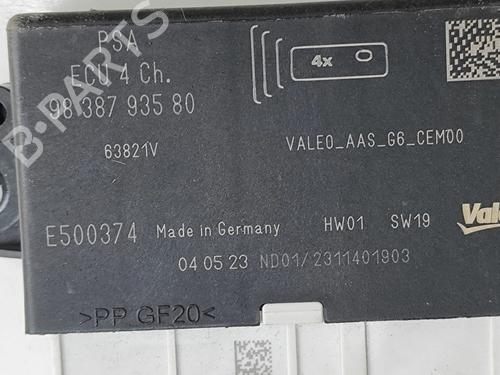 PSA
ECU 4 Ch.
98 387 935 80
4x
63821V
VALEO_AAS_G6_CEM00
E500374 Made in Germany HW01 SW19
Valeo
04 05 23 ND01/2311401903
>PP GF20<
B-PARTS